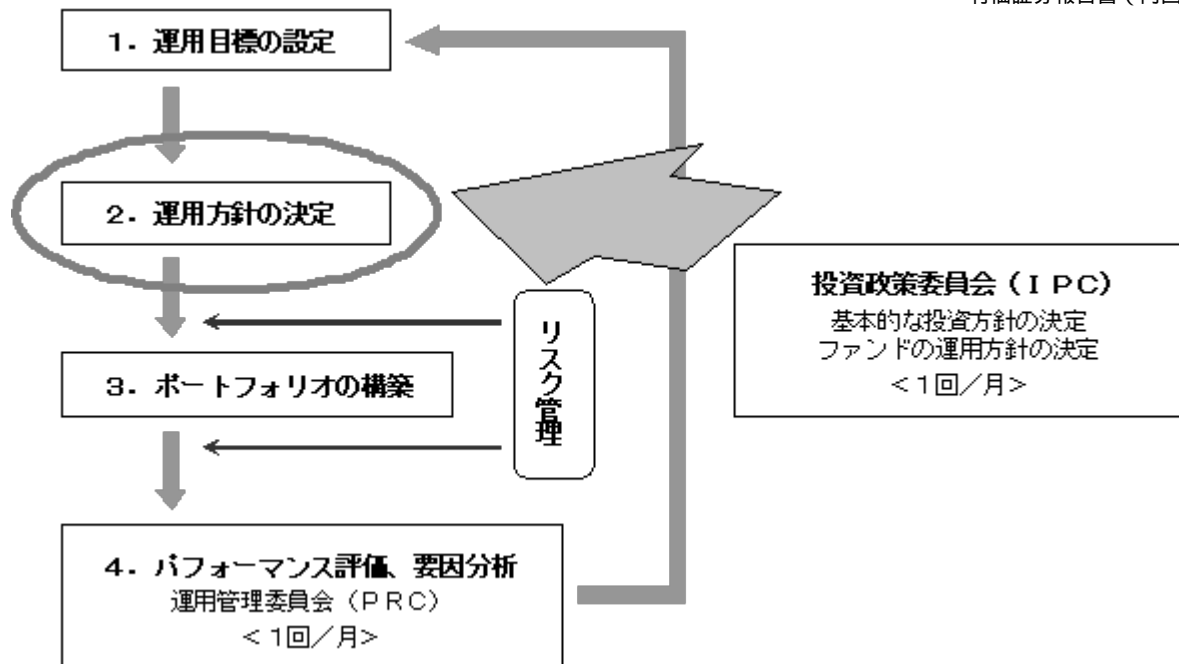 1．運用目標の設定
2．運用方針の決定
リスク管理
投資政策委員会（ＩＰＣ）
基本的な投資方針の決定
ファンドの運用方針の決定
＜１回／月＞
3．ポートフォリオの構築
4．パフォーマンス評価、要因分析
運用管理委員会（ＰＲＣ）
＜１回／月＞